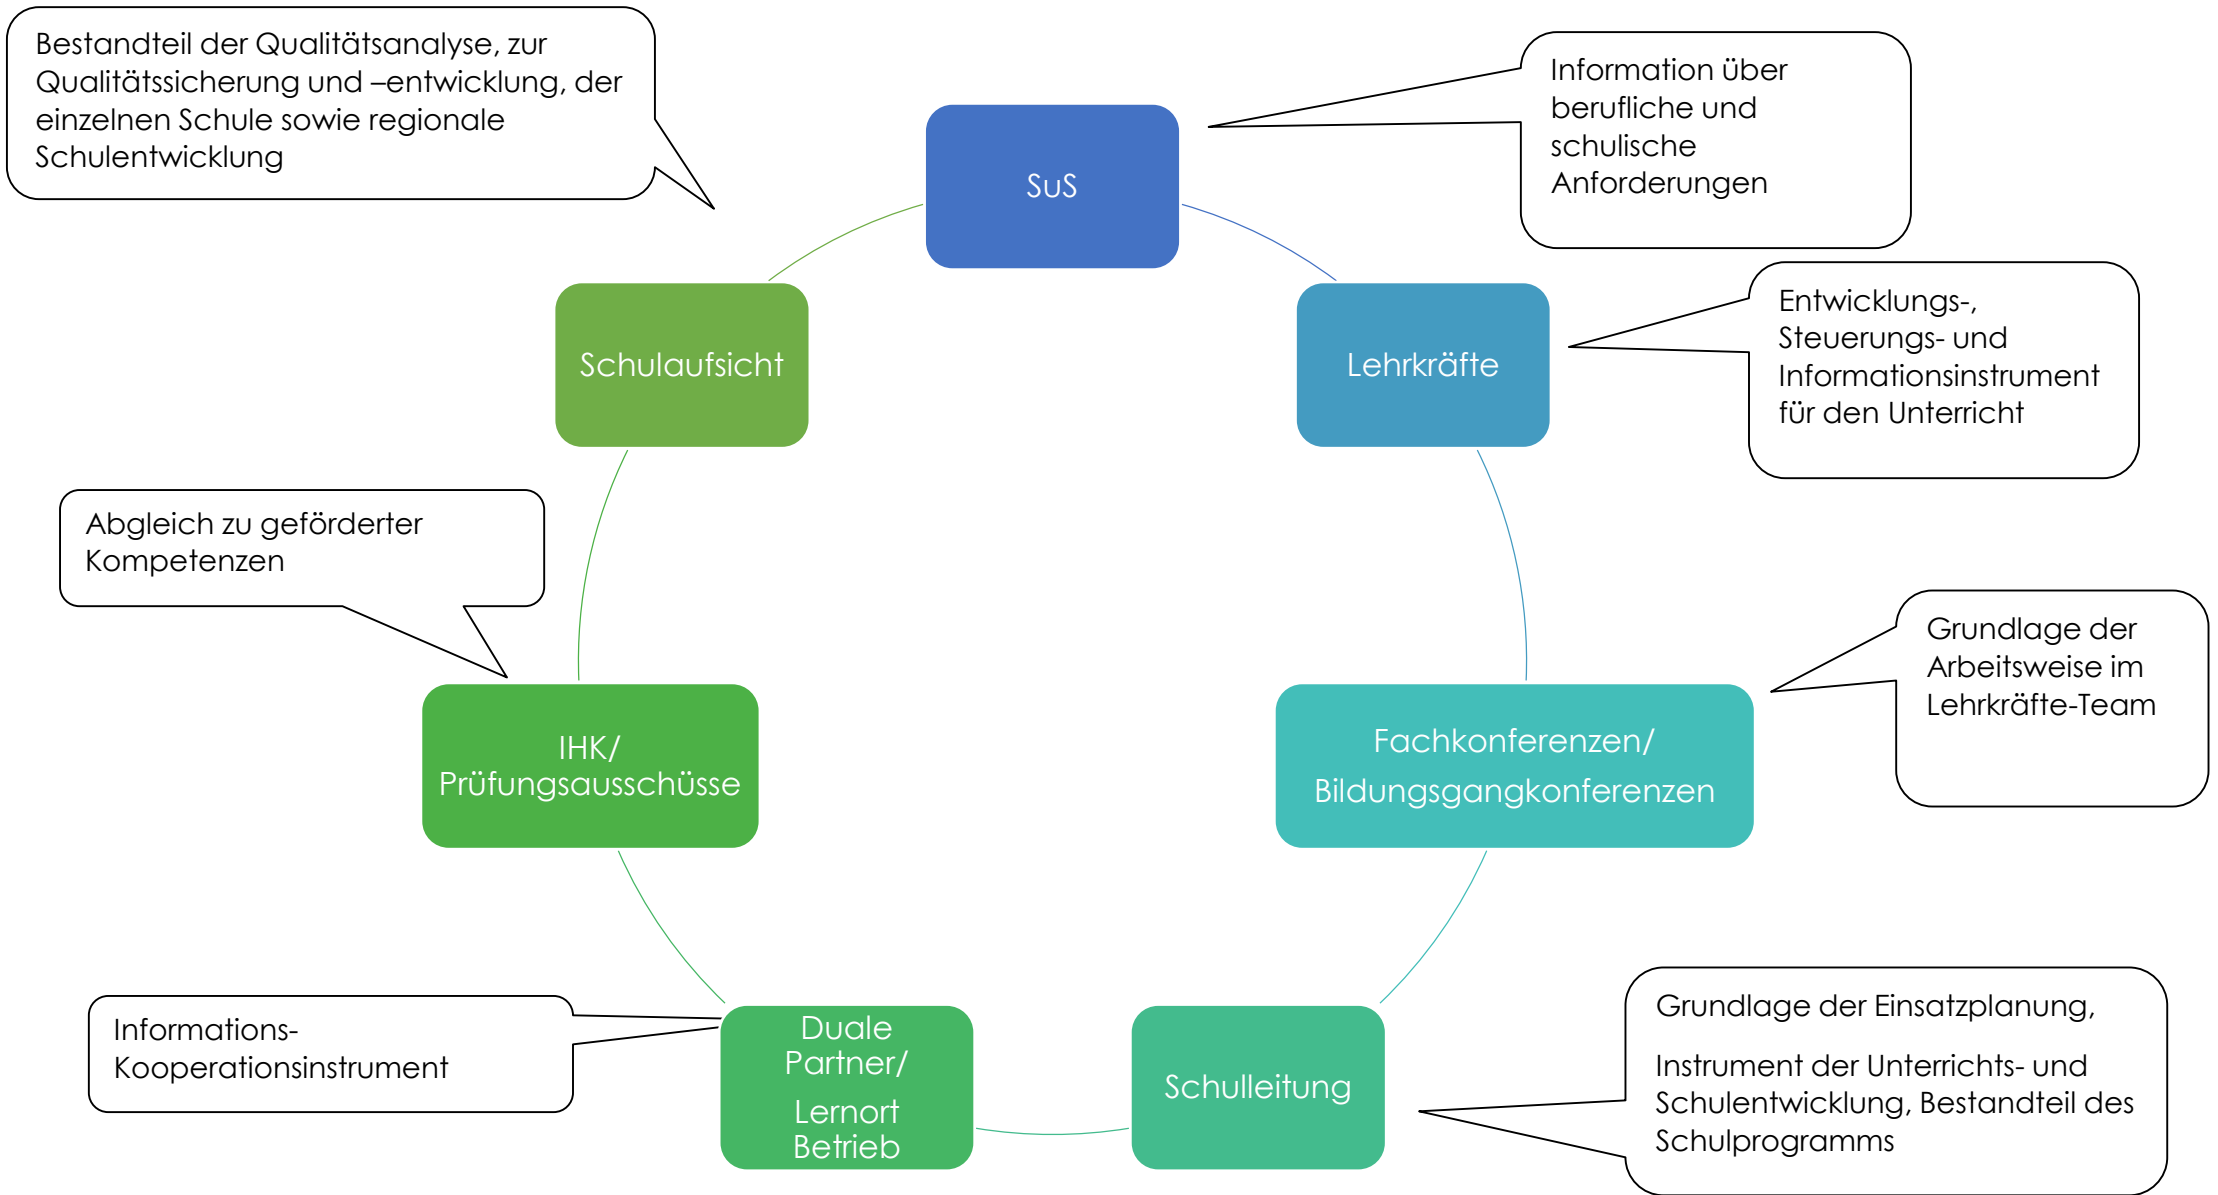 Bestandteil der Qualitätsanalyse, zur
Qualitätssicherung und –entwicklung, der
einzelnen Schule sowie regionale
Schulentwicklung
Information über
berufliche und
schulische
Anforderungen
SuS
Schulaufsicht
Lehrkräfte
Entwicklungs-,
Steuerungs- und
Informationsinstrument
für den Unterricht
Abgleich zu geförderter
Kompetenzen
Grundlage der
Arbeitsweise im
Lehrkräfte-Team
IHK/
Prüfungsausschüsse
Fachkonferenzen/
Bildungsgangkonferenzen
Informations-
Kooperationsinstrument
Duale
Partner/
Lernort
Betrieb
Schulleitung
Grundlage der Einsatzplanung,
Instrument der Unterrichts- und
Schulentwicklung, Bestandteil des
Schulprogramms